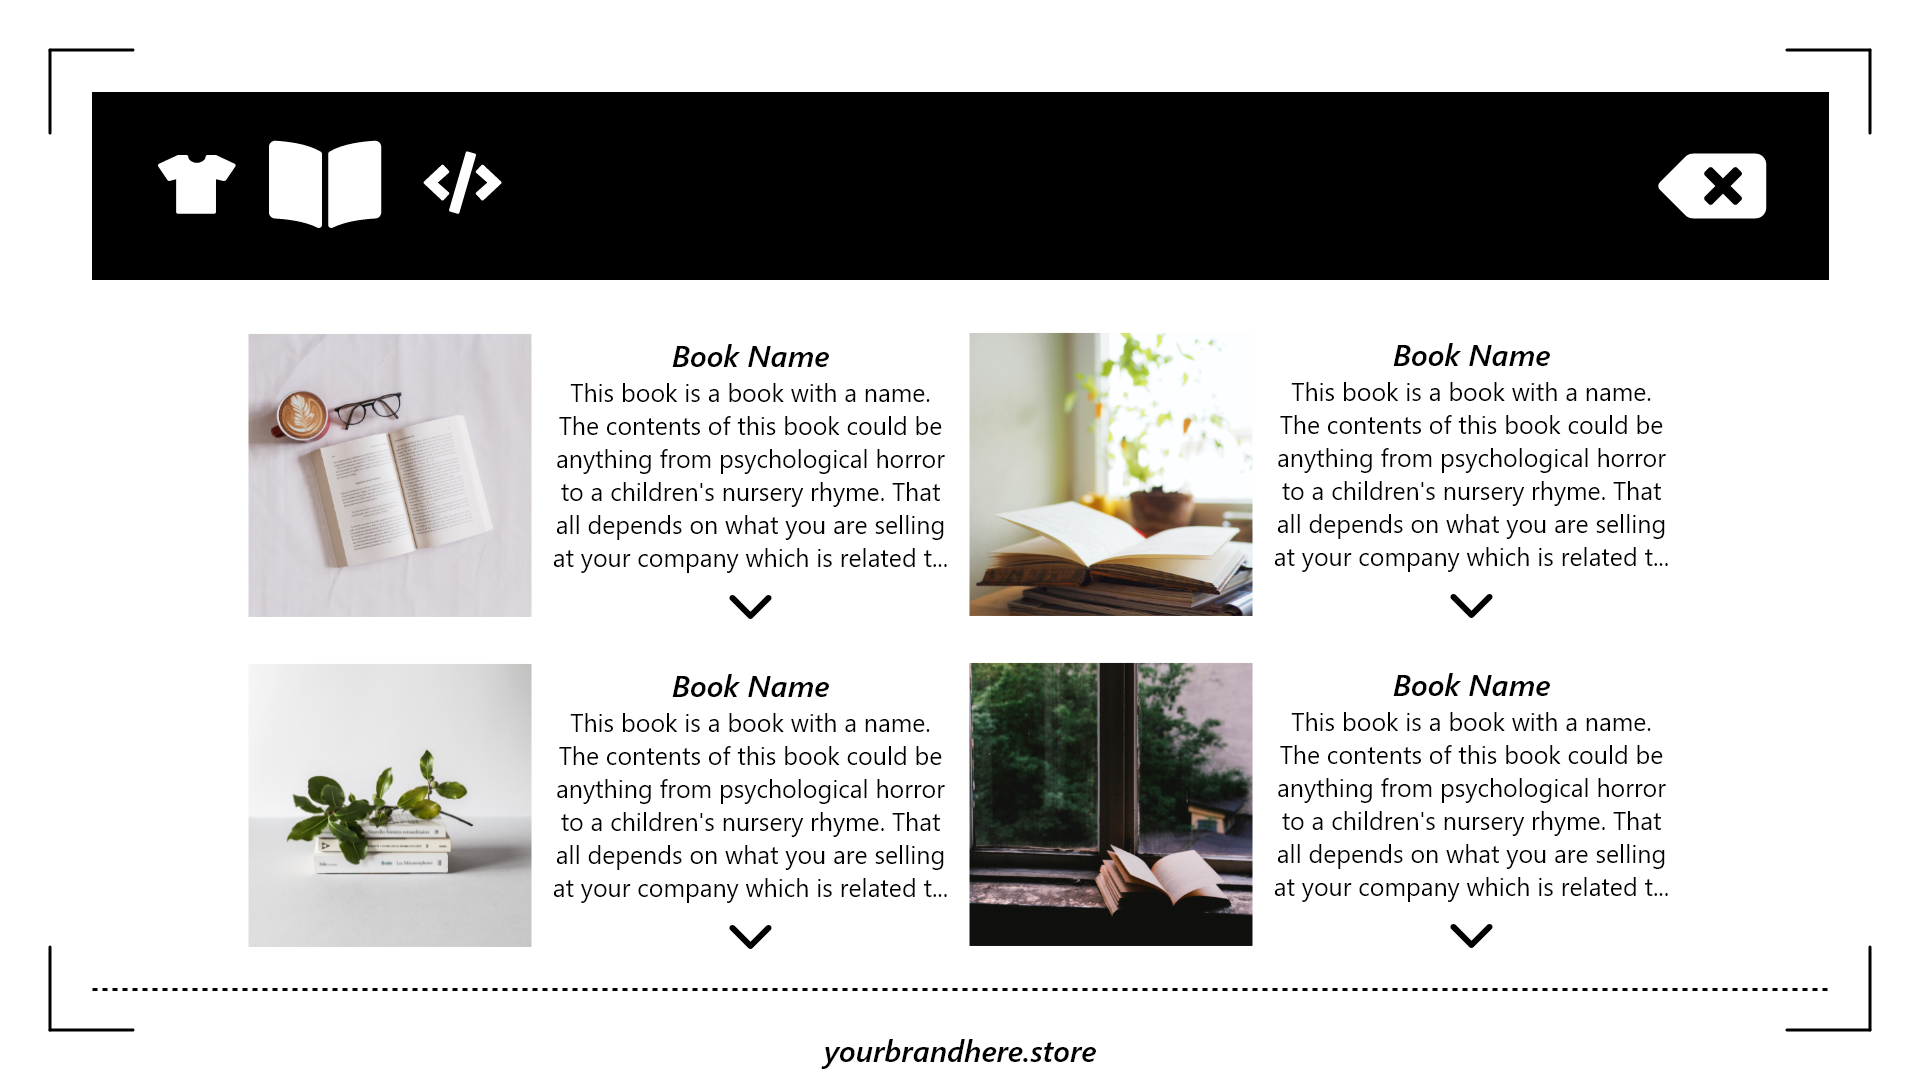 Book Name
This book is a book with a name.
The contents of this book could be
anything from psychological horror
to a children's nursery rhyme. That
all depends on what you are selling
at your company which is related t...
Book Name
This book is a book with a name.
The contents of this book could be
anything from psychological horror
to a children's nursery rhyme. That
all depends on what you are selling
at your company which is related t...
Book Name
This book is a book with a name.
The contents of this book could be
anything from psychological horror
to a children's nursery rhyme. That
all depends on what you are selling
at your company which is related t...
Book Name
This book is a book with a name.
The contents of this book could be
anything from psychological horror
to a children's nursery rhyme. That
all depends on what you are selling
at your company which is related t...
yourbrandhere.store